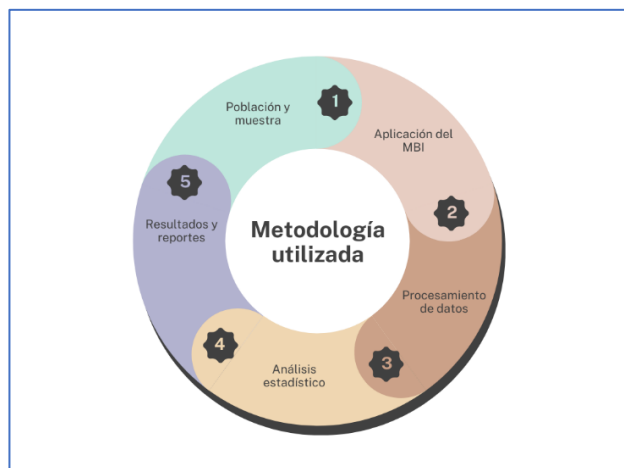 Metodología
utilizada
1
Población y
muestra
2
Aplicación del
MBI
3
Procesamiento
de datos
4
Análisis
estadístico
5
Resultados y
reportes